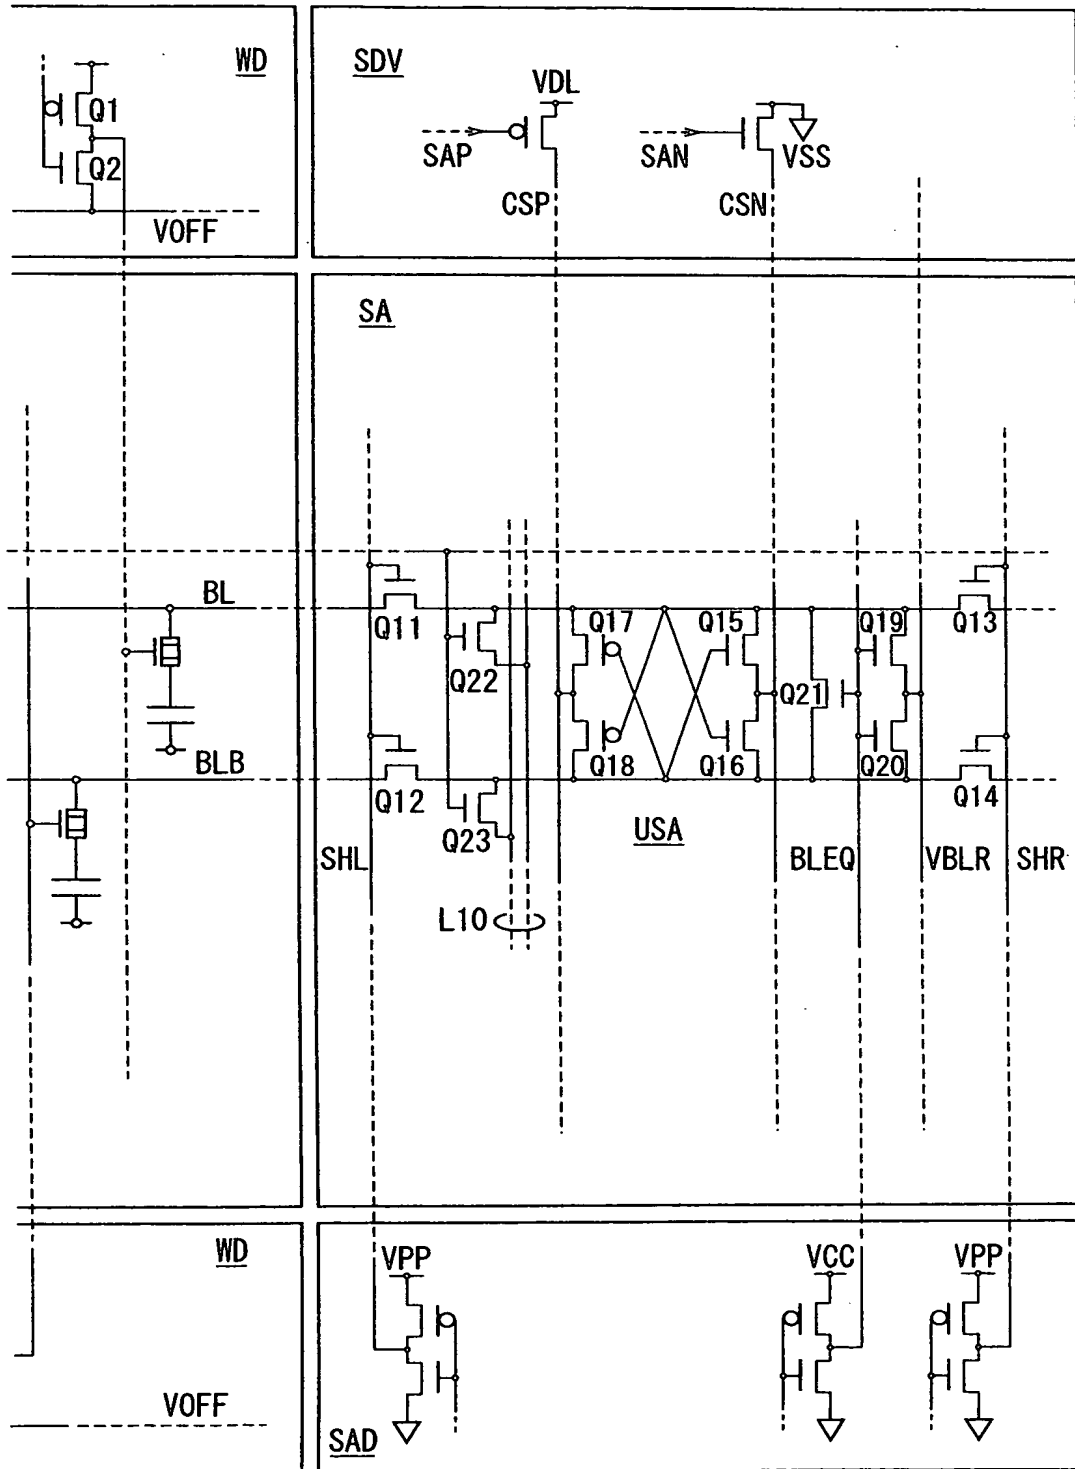 WD
SDV
Q1
Q2
VOFF
VDL
SAP
SAN
VSS
CSP
CSN
SA
BL
Q11
Q22
Q17
Q15
Q19
Q13
Q21
BLB
Q12
Q23
Q18
Q16
Q20
Q14
USA
SHL
BLEQ
VBLR
SHR
L10
WD
VPP
VCC
VPP
VOFF
SAD